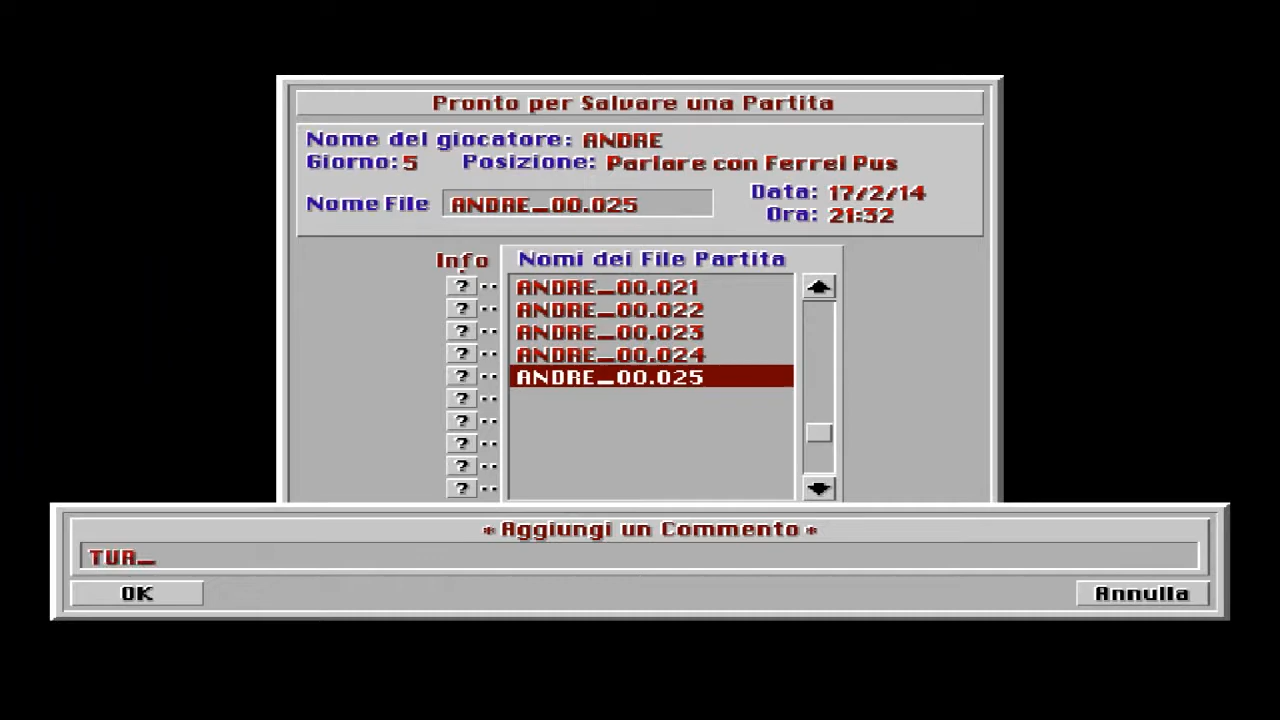 Pronto per Salvare una Partita
Nome del giocatore: ANDRE
Giorno: 5 Posizione: Parlare con Ferrel Pus
Data: 17/2/14
Nome File ANDRE_00.025
Ora: 21:32
Info Nomi dei File Partita
? ·· ANDRE_00.021
? ·· ANDRE_00.022
? ·· ANDRE_00.023
? ·· ANDRE_00.024
? ·· ANDRE_00.025
? ··
? ··
? ··
? ··
? ··
* Aggiungi un Commento *
TUA_
OK Annulla